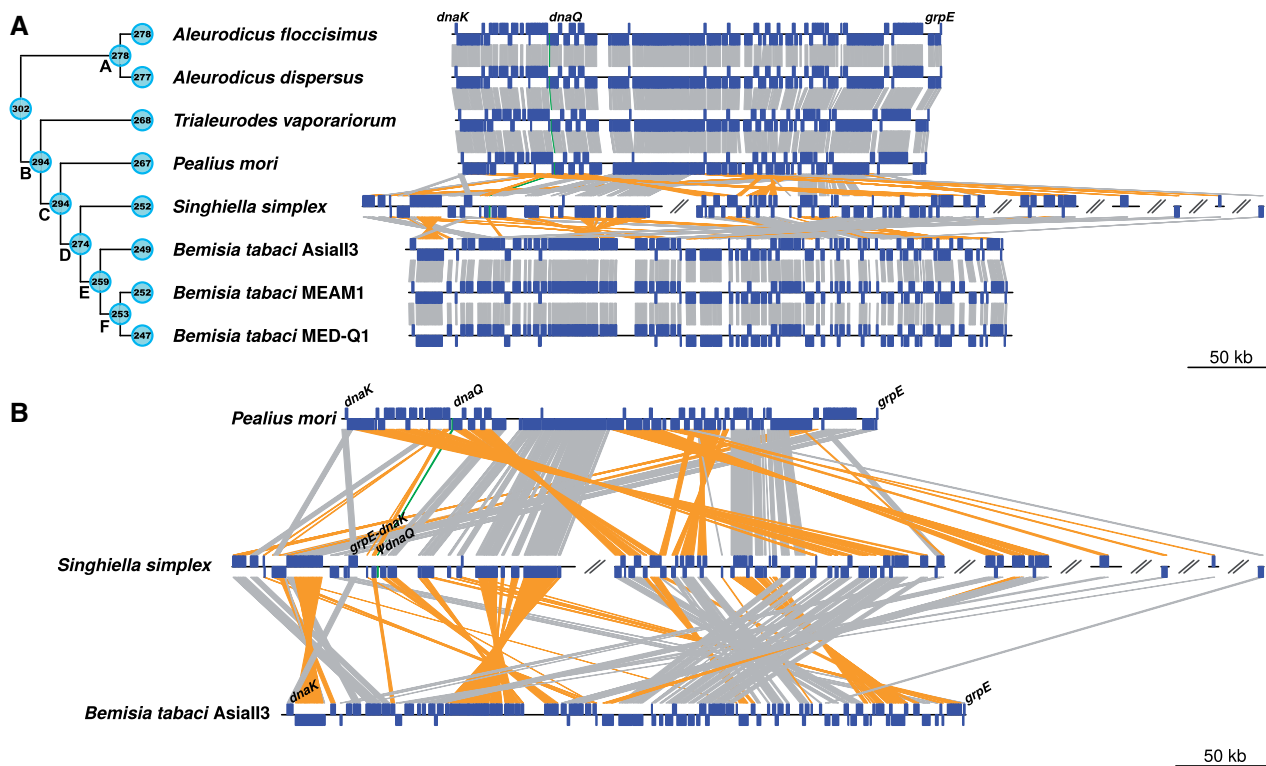 A
dnaK dnaQ grpE
278 Aleurodicus floccisimus
278
A
277 Aleurodicus dispersus
302
268 Trialeurodes vaporariorum
294
B
267 Pealius mori
294
C
252 Singhiella simplex
274
D
249 Bemisia tabaci AsiaII3
259
E
252 Bemisia tabaci MEAM1
253
F
247 Bemisia tabaci MED-Q1
50 kb
B
dnaK dnaQ grpE
Pealius mori
grpE-dnaK
ΨdnaQ
Singhiella simplex
dnaK grpE
Bemisia tabaci AsiaII3
50 kb